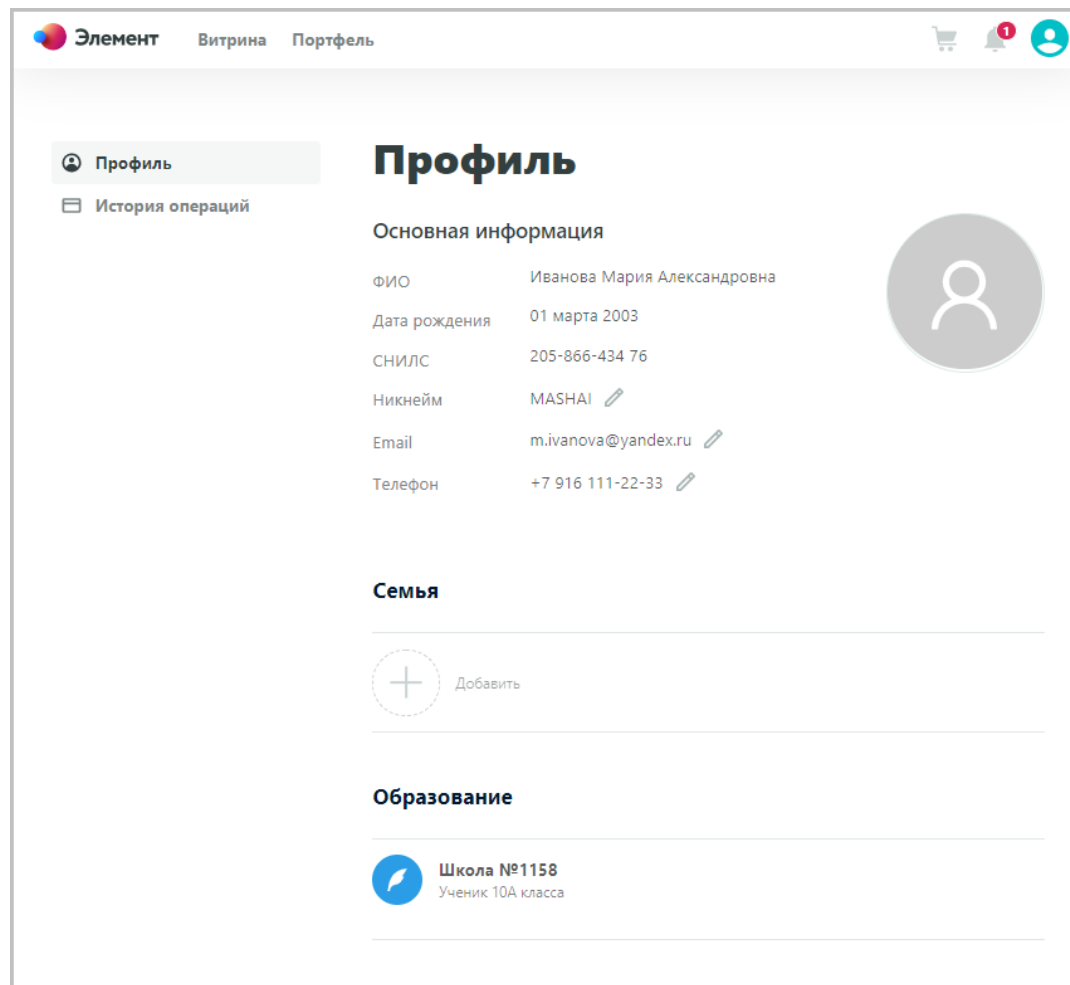 Элемент Витрина Портфель 1
Профиль
История операций
Профиль
Основная информация
ФИО Иванова Мария Александровна
Дата рождения 01 марта 2003
СНИЛС 205-866-434 76
Никнейм MASHAI
Email m.ivanova@yandex.ru
Телефон +7 916 111-22-33
Семья
Добавить
Образование
Школа №1158
Ученик 10А класса